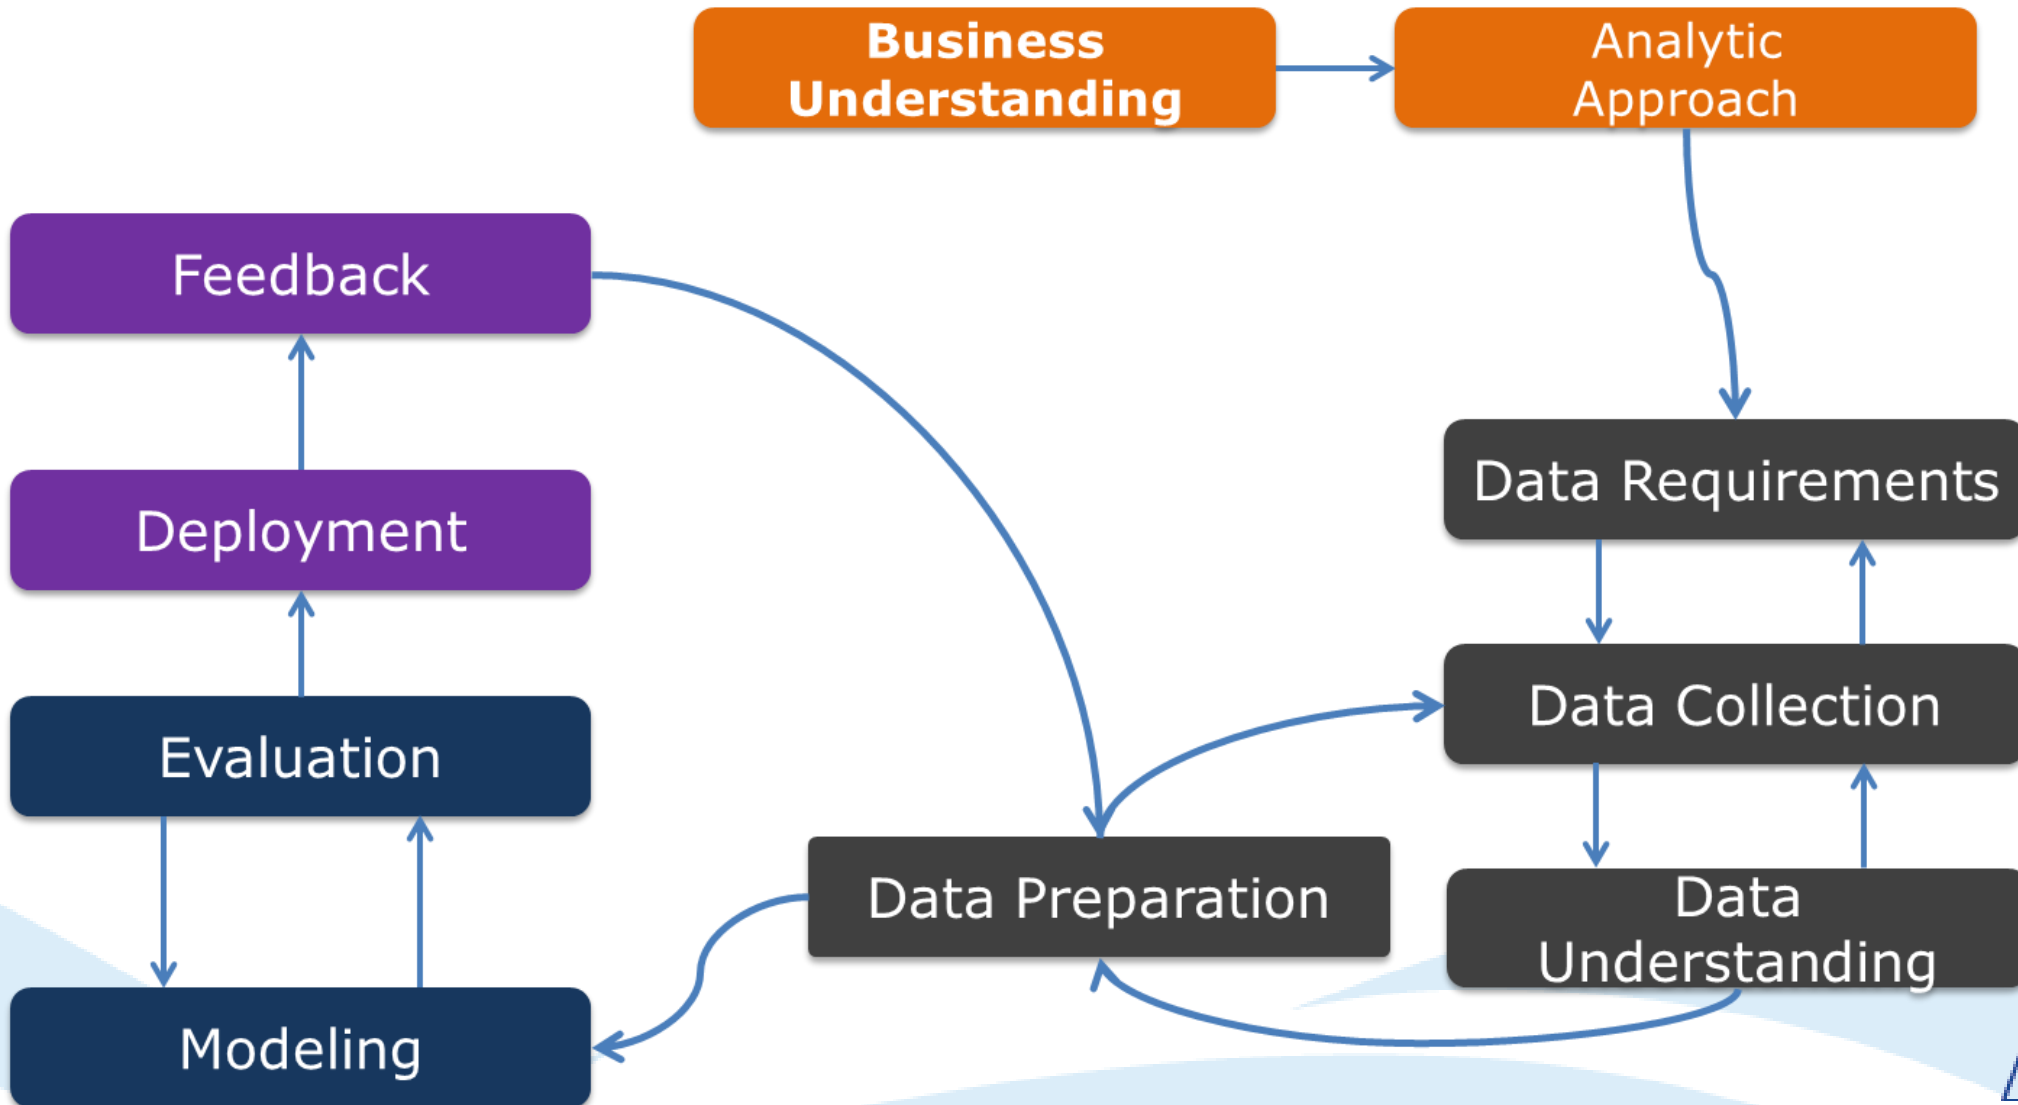 Business
Understanding
Analytic
Approach
Feedback
Data Requirements
Deployment
Data Collection
Evaluation
Data Preparation
Data
Understanding
Modeling